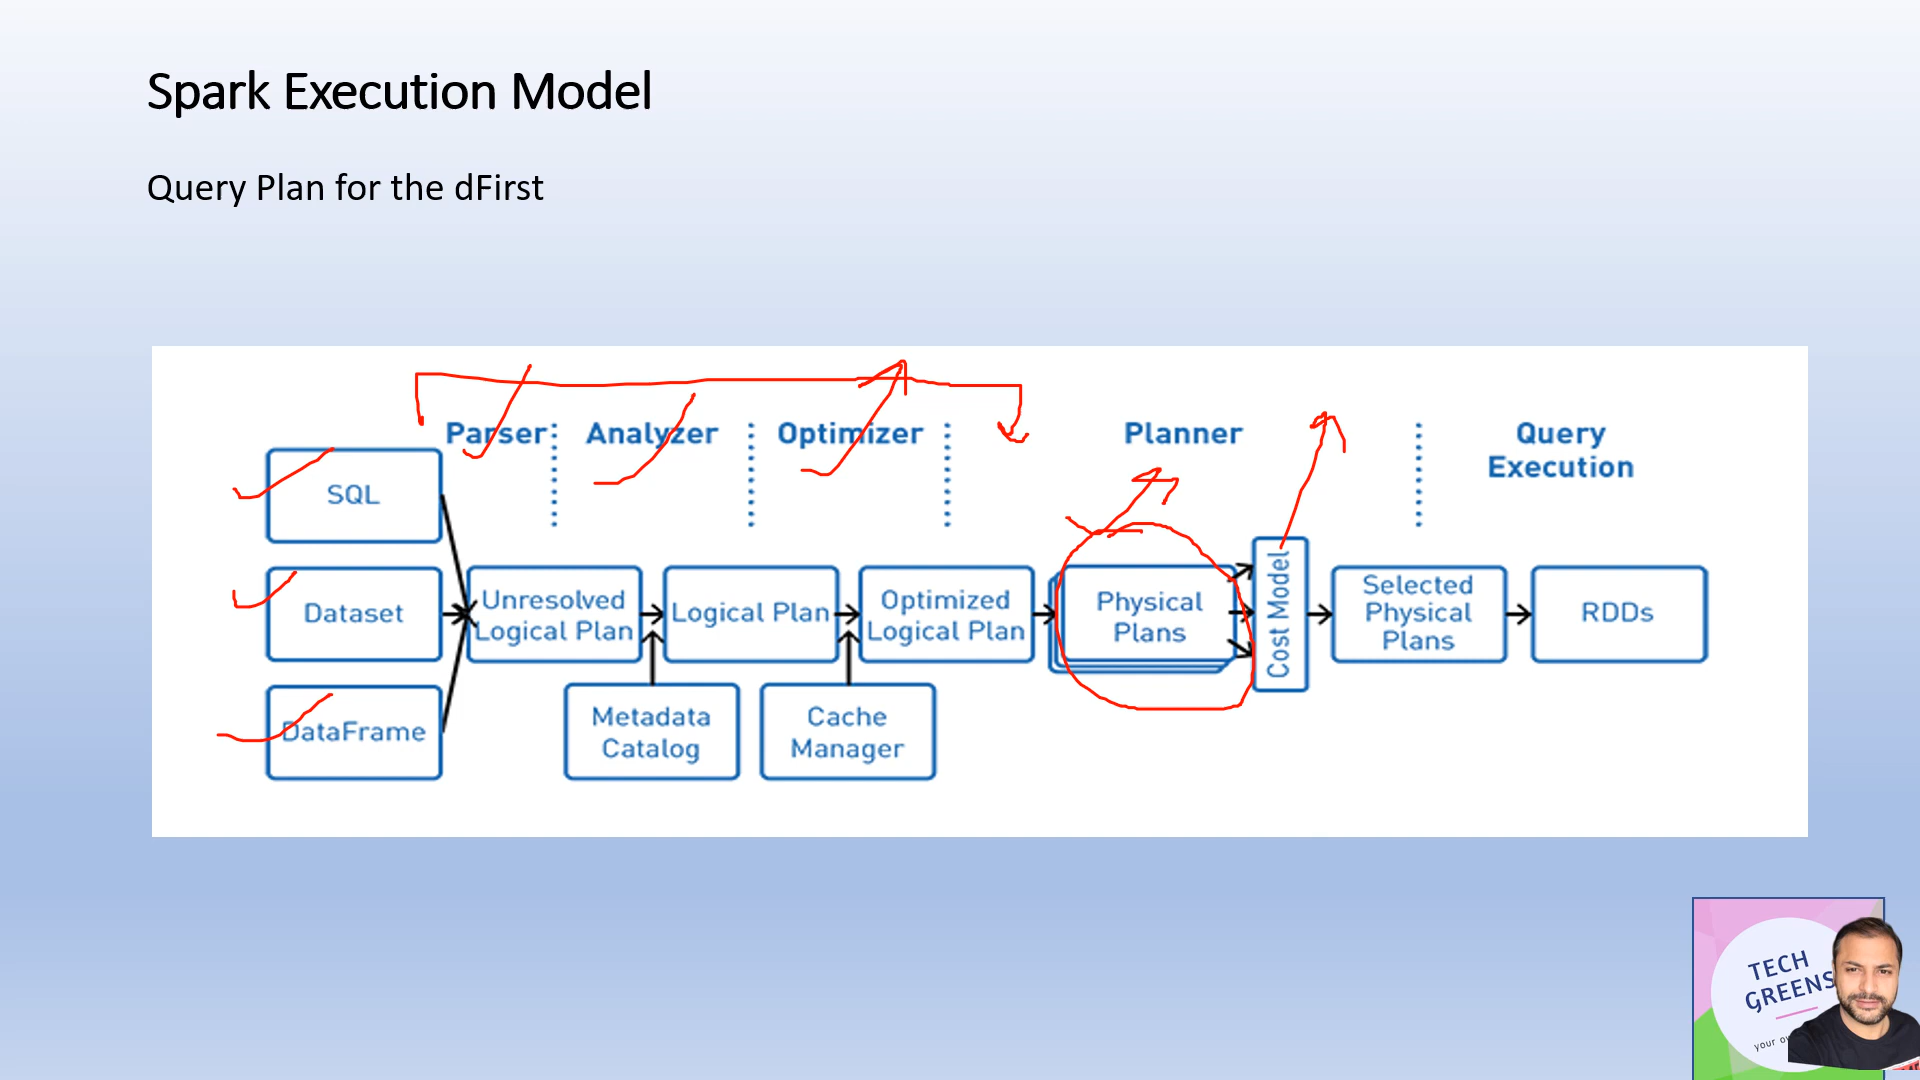 Spark Execution Model
Query Plan for the dFirst
Parser
Analyzer
Optimizer
Planner
Query
Execution
SQL
Dataset
DataFrame
Unresolved
Logical Plan
Logical Plan
Optimized
Logical Plan
Metadata
Catalog
Cache
Manager
Physical
Plans
Cost Model
Selected
Physical
Plans
RDDs
TECH
GREENS
your